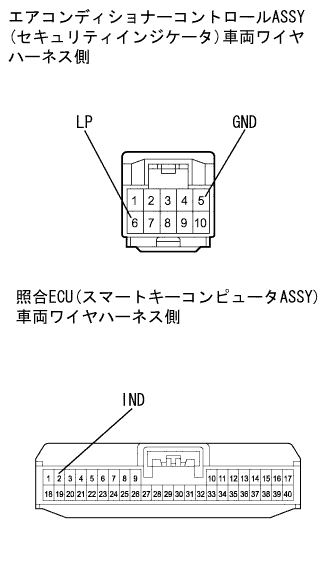 エアコンディショナーコントロールASSY
(セキュリティインジケータ)車両ワイヤ
ハーネス側
LP GND
1 2 3 4 5
6 7 8 9 10
照合ECU(スマートキーコンピュータASSY)
車両ワイヤハーネス側
IND
1 2 3 4 5 6 7 8 9 10 11 12 13 14 15 16 17
18 19 20 21 22 23 24 25 26 27 28 29 30 31 32 33 34 35 36 37 38 39 40